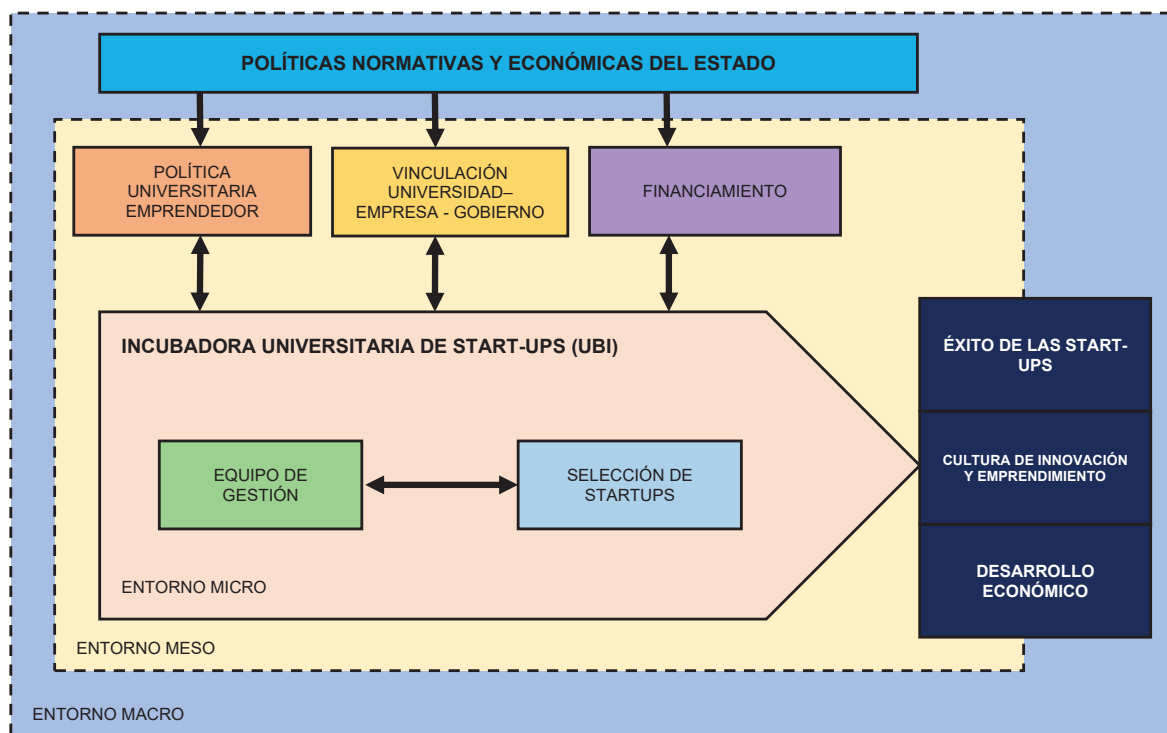 POLÍTICAS NORMATIVAS Y ECONÓMICAS DEL ESTADO
POLÍTICA
UNIVERSITARIA
EMPRENDEDOR
VINCULACIÓN
UNIVERSIDAD–
EMPRESA - GOBIERNO
FINANCIAMIENTO
INCUBADORA UNIVERSITARIA DE START-UPS (UBI)
EQUIPO DE
GESTIÓN
SELECCIÓN DE
STARTUPS
ENTORNO MICRO
ÉXITO DE LAS START-
UPS
CULTURA DE INNOVACIÓN
Y EMPRENDIMIENTO
DESARROLLO
ECONÓMICO
ENTORNO MESO
ENTORNO MACRO